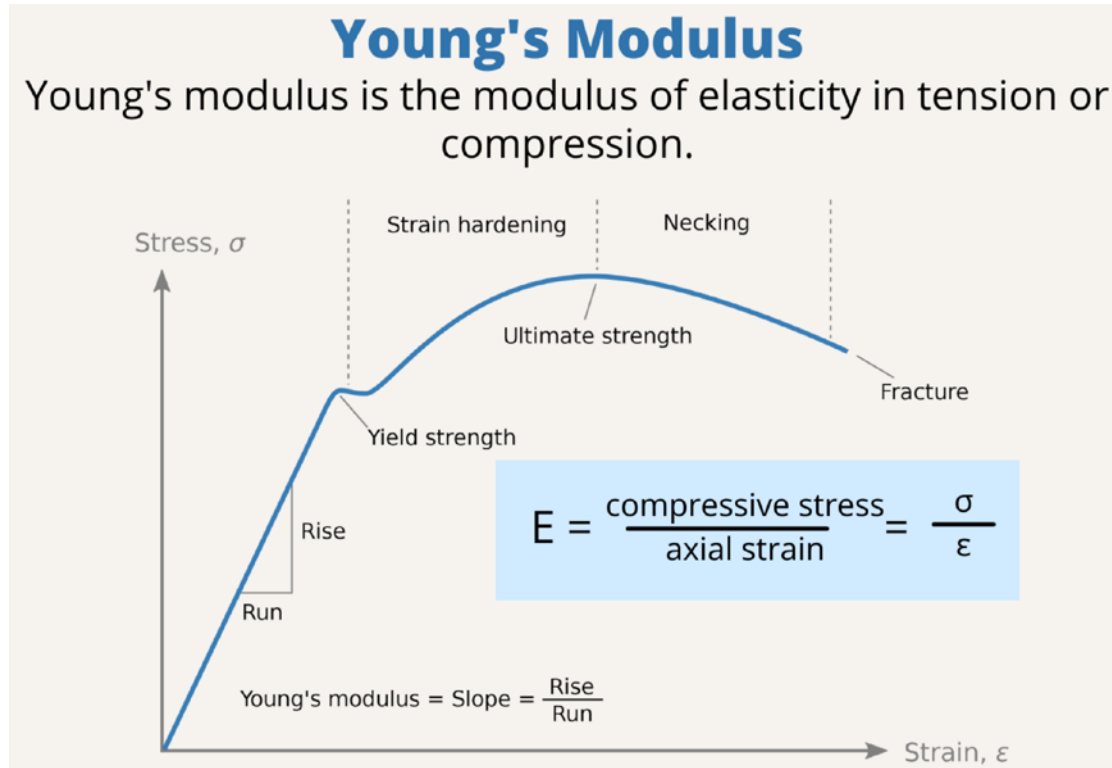 Young's Modulus
Young's modulus is the modulus of elasticity in tension or
compression.
Strain hardening
Necking
Stress, σ
Ultimate strength
Fracture
Yield strength
E = compressive stress / axial strain = σ / ε
Rise
Run
Young's modulus = Slope = Rise / Run
Strain, ε